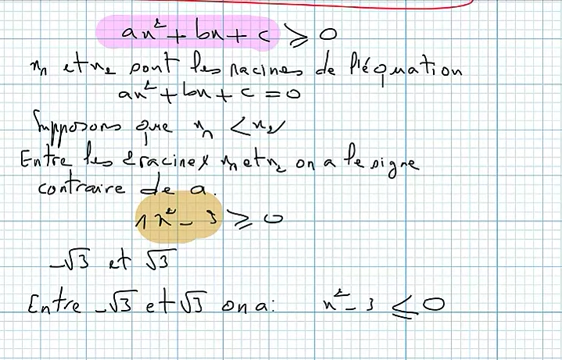 ax² + bx + c ⩾ 0
x₁ et x₂ sont les racines de l'équation
ax² + bx + c = 0
Supposons que x₁ < x₂
Entre les 2 racines x₁ et x₂ on a le signe
contraire de a.
1x² - 3 ⩾ 0
-√3 et √3
Entre -√3 et √3 on a: x² - 3 ⩽ 0